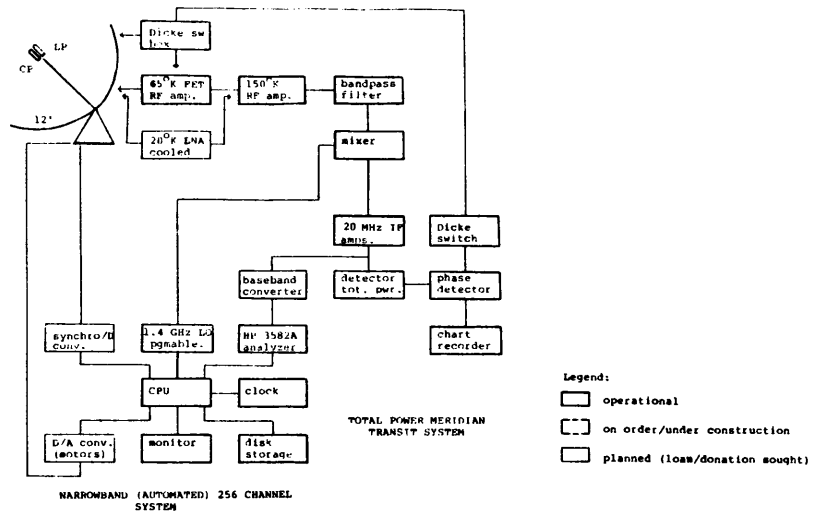 Dicke sw
box
LP
CP
65°K FET
RF amp.
150°K
RF amp.
bandpass
filter
12'
20°K LNA
cooled
mixer
20 MHz IF
amps.
Dicke
switch
baseband
converter
detector
tot. pwr.
phase
detector
synchro/D
conv.
1.4 GHz LO
pgmable.
HP 3582A
analyzer
chart
recorder
CPU
clock
D/A conv.
(motors)
monitor
disk
storage
TOTAL POWER MERIDIAN
TRANSIT SYSTEM
NARROWBAND (AUTOMATED) 256 CHANNEL
SYSTEM
Legend:
operational
on order/under construction
planned (loan/donation sought)